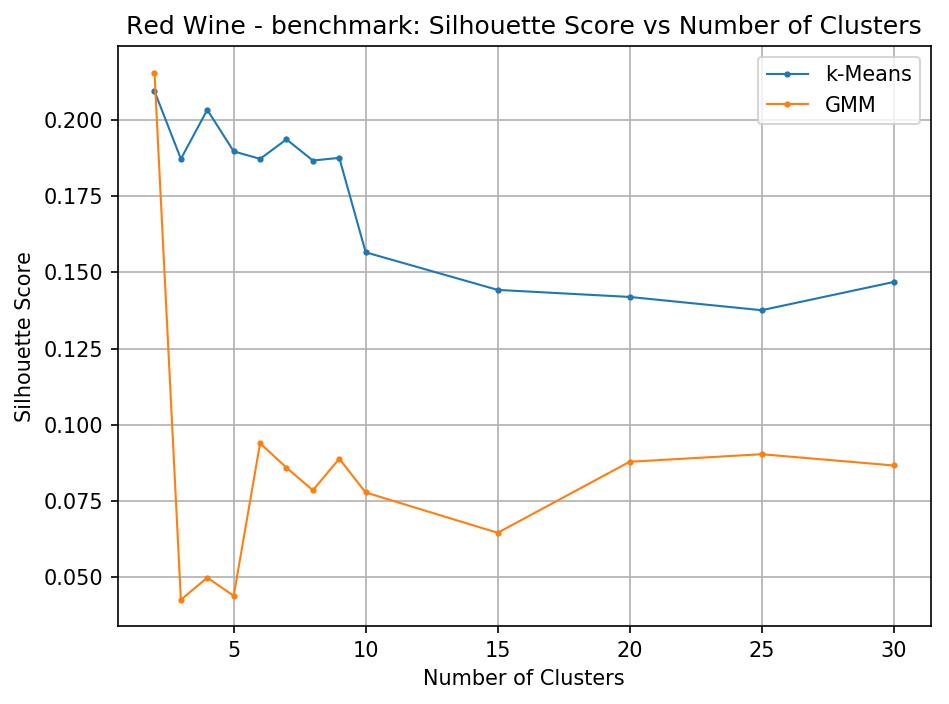 Red Wine - benchmark: Silhouette Score vs Number of Clusters
k-Means
GMM
0.200
0.175
0.150
0.125
0.100
0.075
0.050
Silhouette Score
5 10 15 20 25 30
Number of Clusters